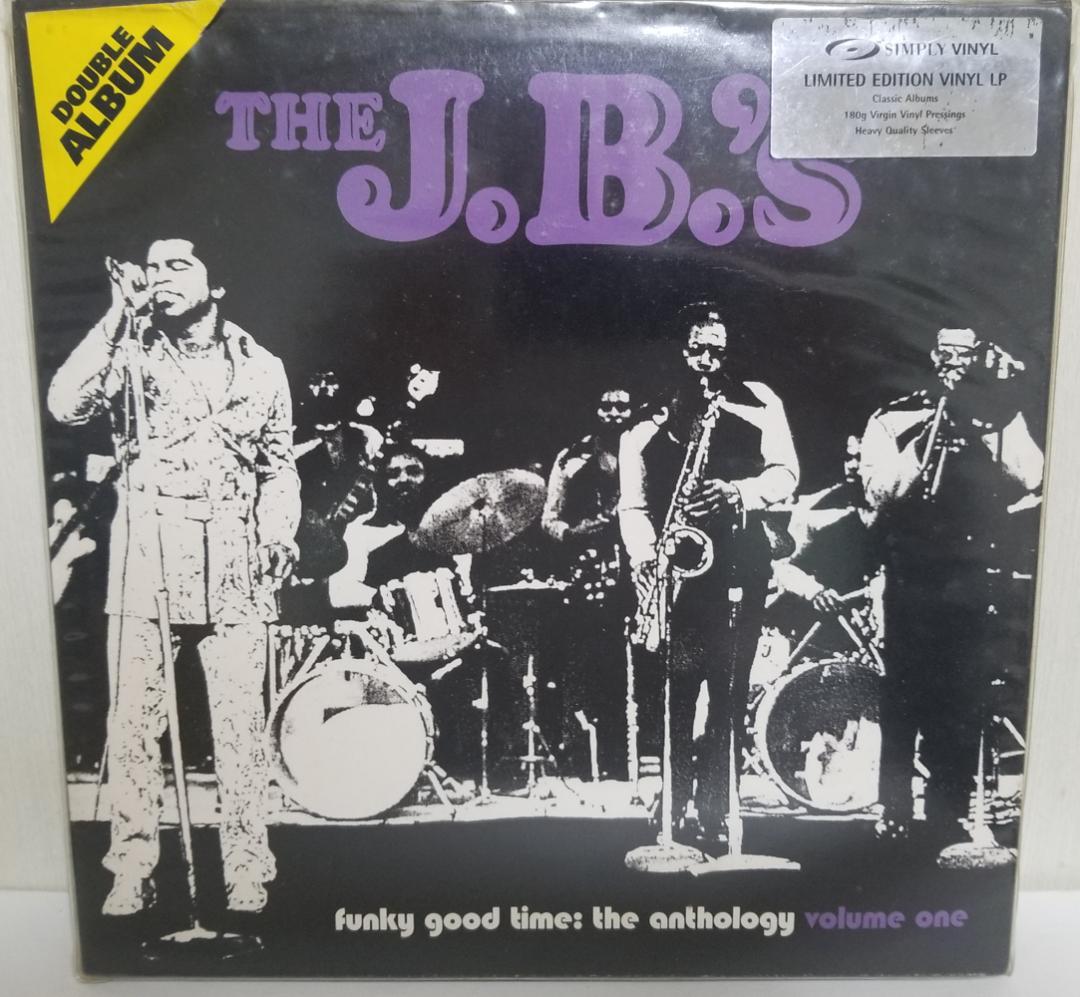 DOUBLE
ALBUM
THE J.B.'S
SIMPLY VINYL
LIMITED EDITION VINYL LP
Classic Albums
180g Virgin Vinyl Pressings
Heavy Quality Sleeves
funky good time: the anthology volume one